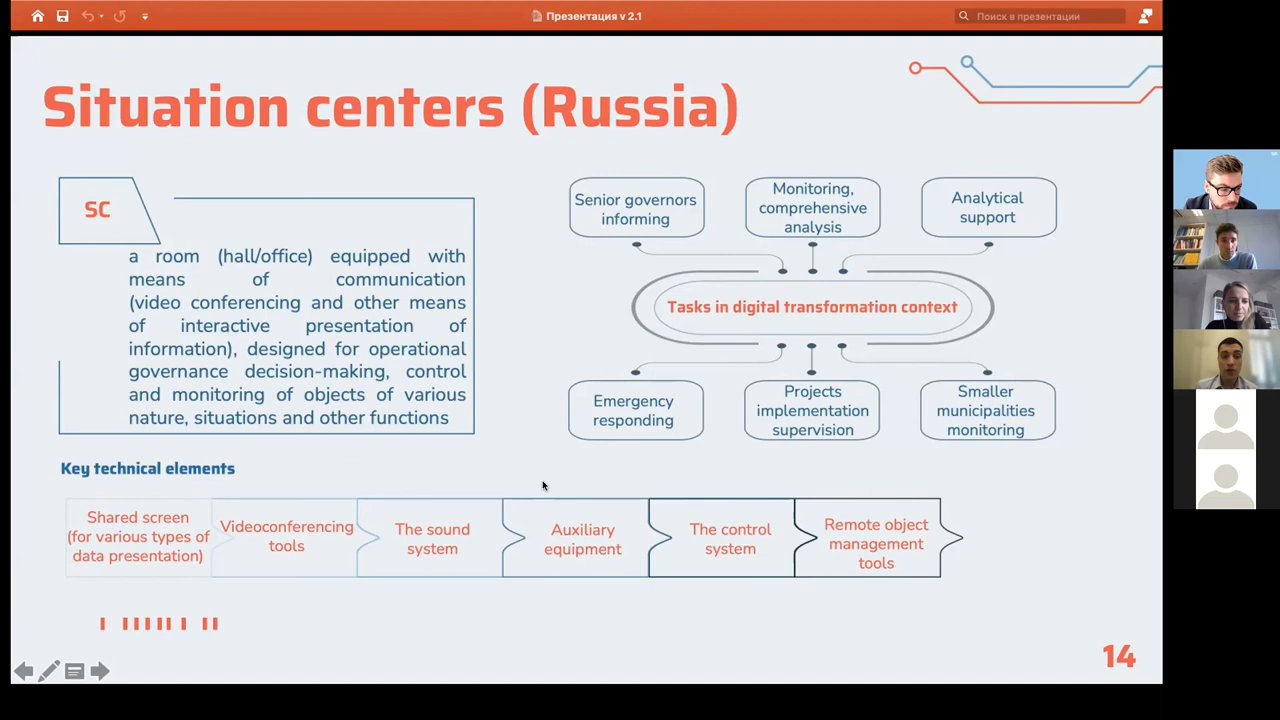 Презентация v 2.1
Поиск в презентации
Situation centers (Russia)
SC
a room (hall/office) equipped with
means of communication
(video conferencing and other means
of interactive presentation of
information), designed for operational
governance decision-making, control
and monitoring of objects of various
nature, situations and other functions
Senior governors
informing
Monitoring,
comprehensive
analysis
Analytical
support
Tasks in digital transformation context
Emergency
responding
Projects
implementation
supervision
Smaller
municipalities
monitoring
Key technical elements
Shared screen
(for various types of
data presentation)
Videoconferencing
tools
The sound
system
Auxiliary
equipment
The control
system
Remote object
management
tools
14